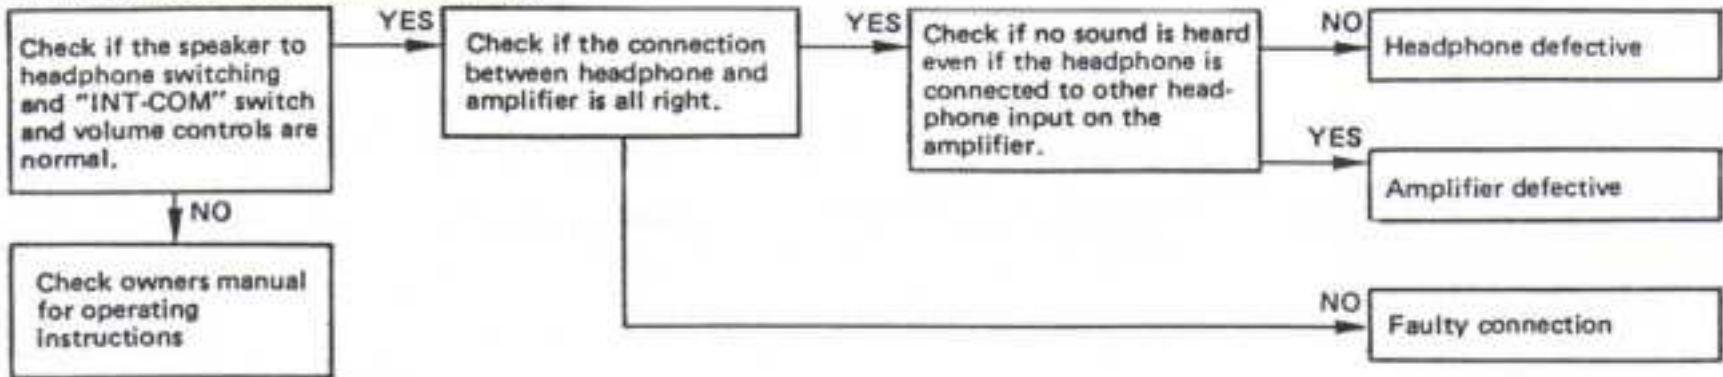 Check if the speaker to
headphone switching
and "INT-COM" switch
and volume controls are
normal.
YES
Check if the connection
between headphone and
amplifier is all right.
YES
Check if no sound is heard
even if the headphone is
connected to other head-
phone input on the
amplifier.
NO
Headphone defective
YES
Amplifier defective
NO
Check owners manual
for operating
instructions
NO
Faulty connection